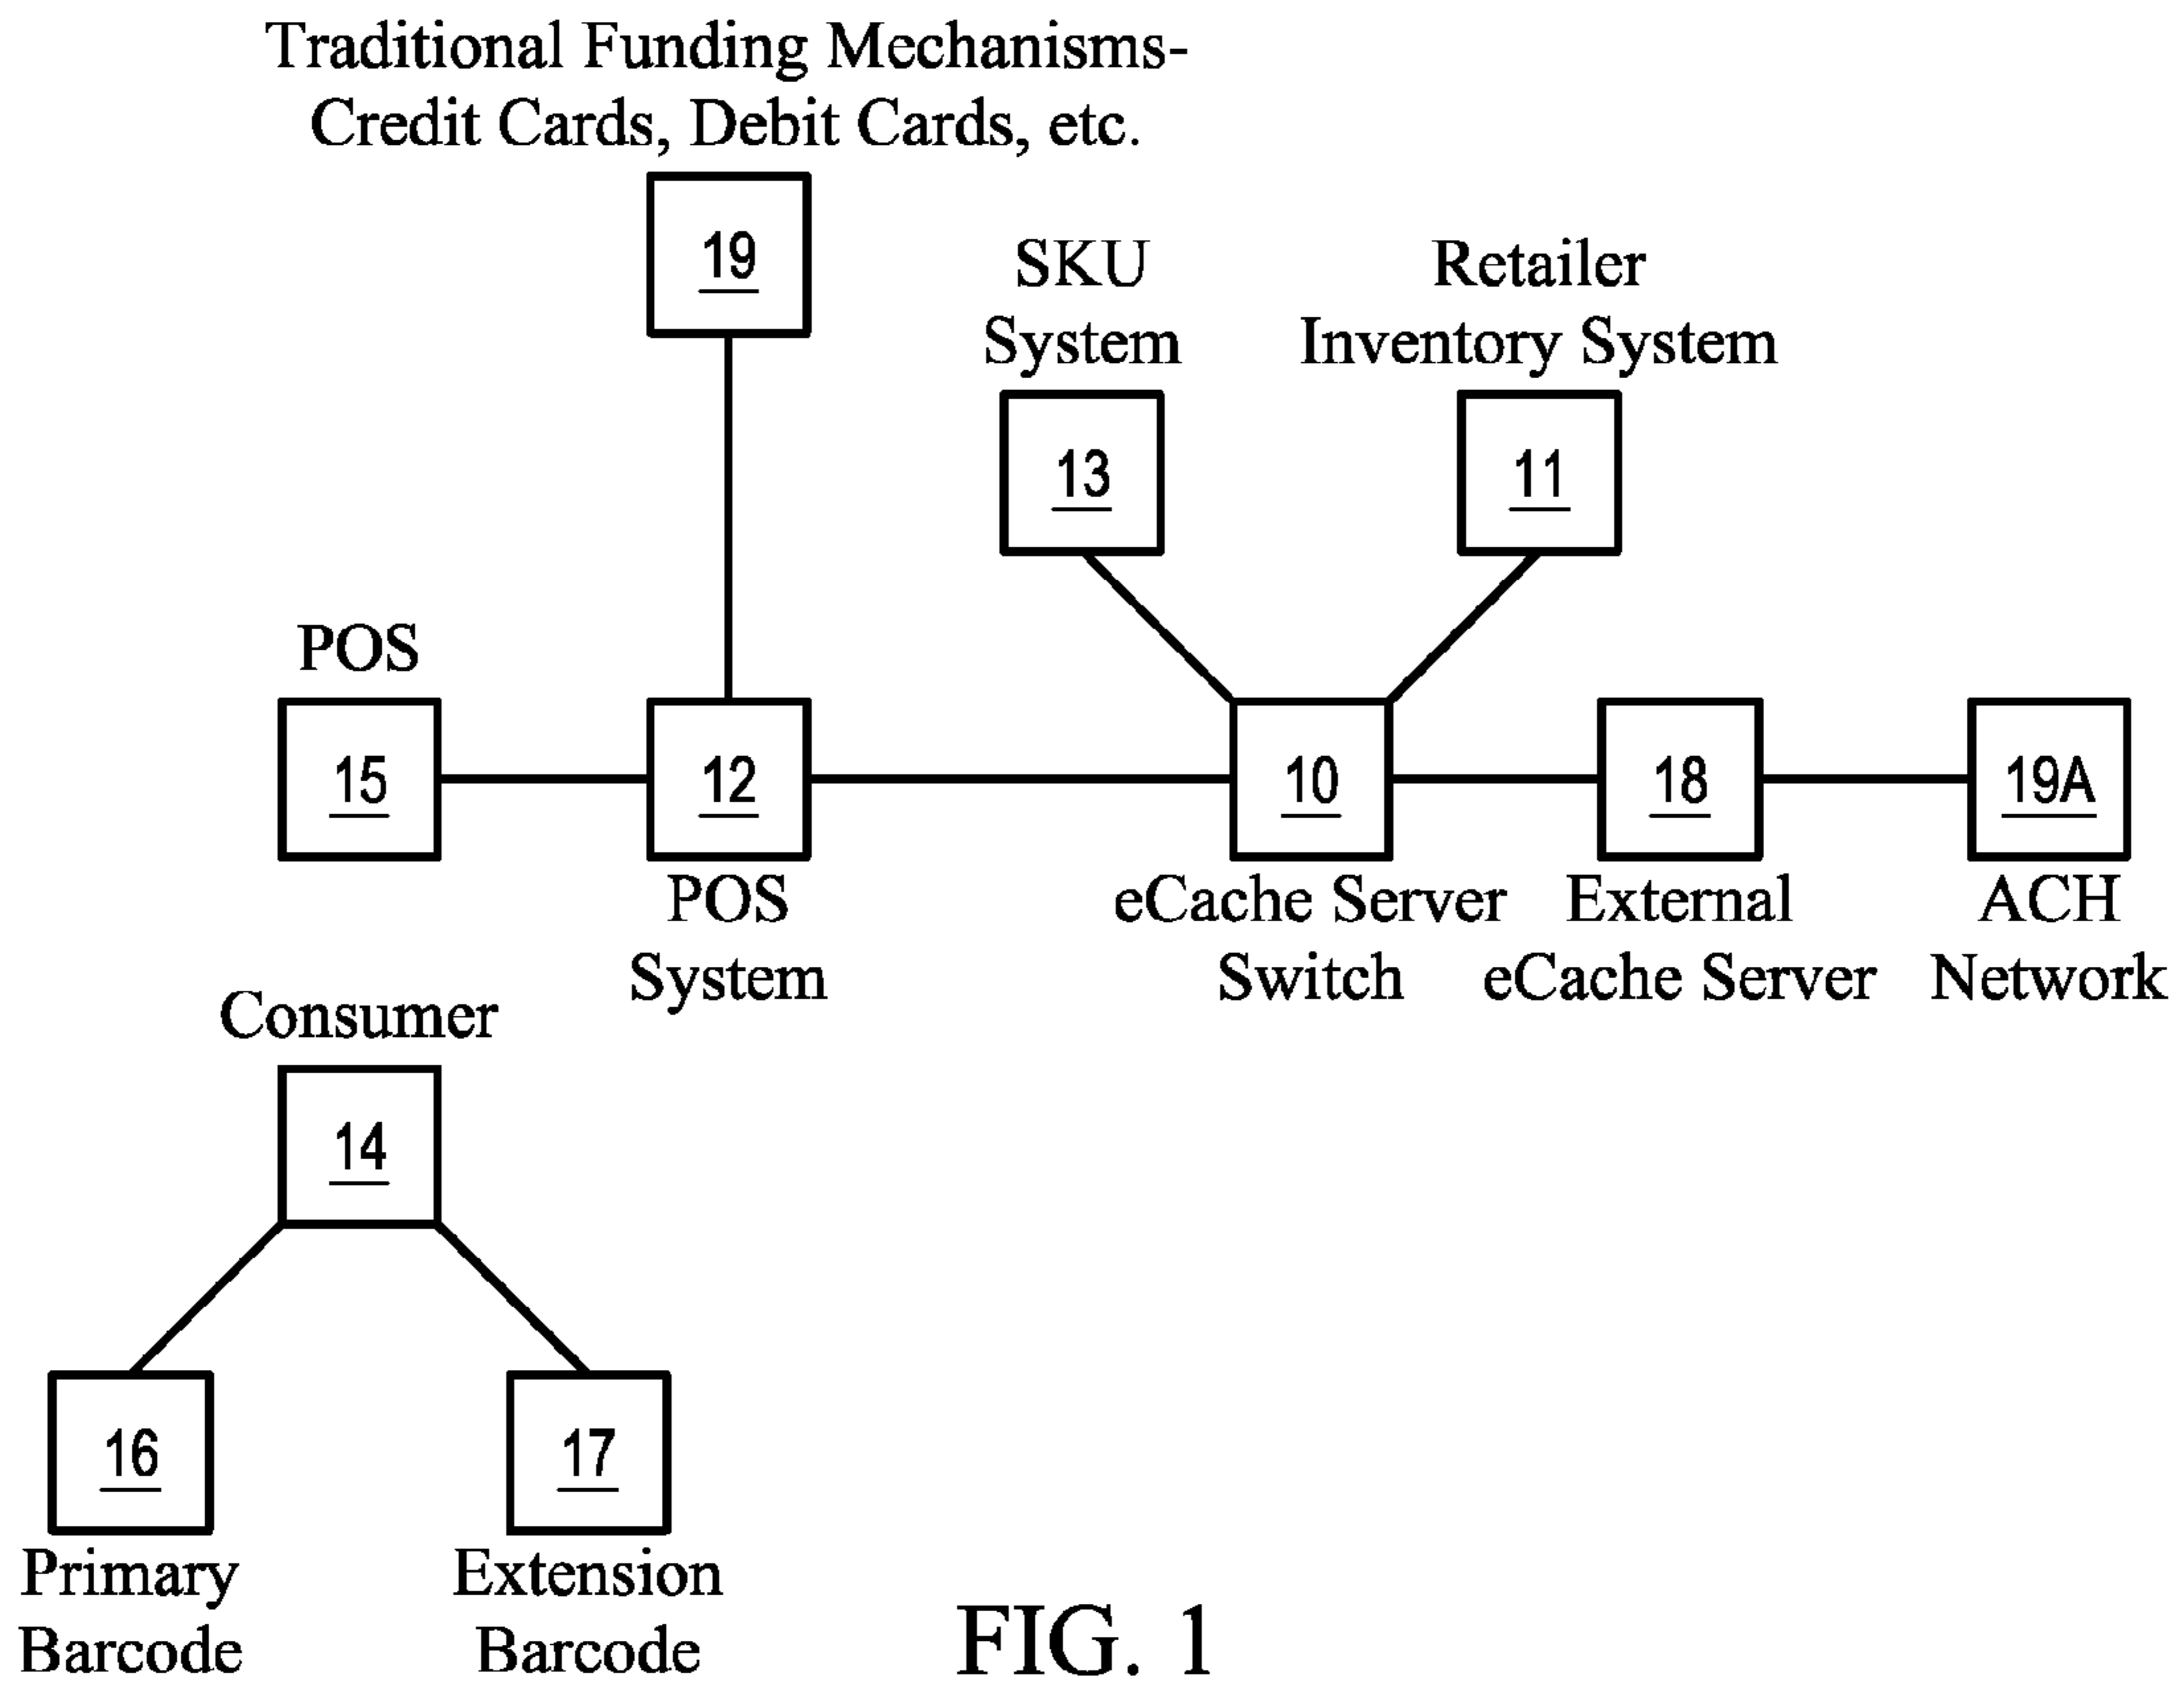 Traditional Funding Mechanisms-
Credit Cards, Debit Cards, etc.
19
SKU
System
13
Retailer
Inventory System
11
POS
15
12
POS
System
10
eCache Server
Switch
18
External
eCache Server
19A
ACH
Network
Consumer
14
16
Primary
Barcode
17
Extension
Barcode
FIG. 1